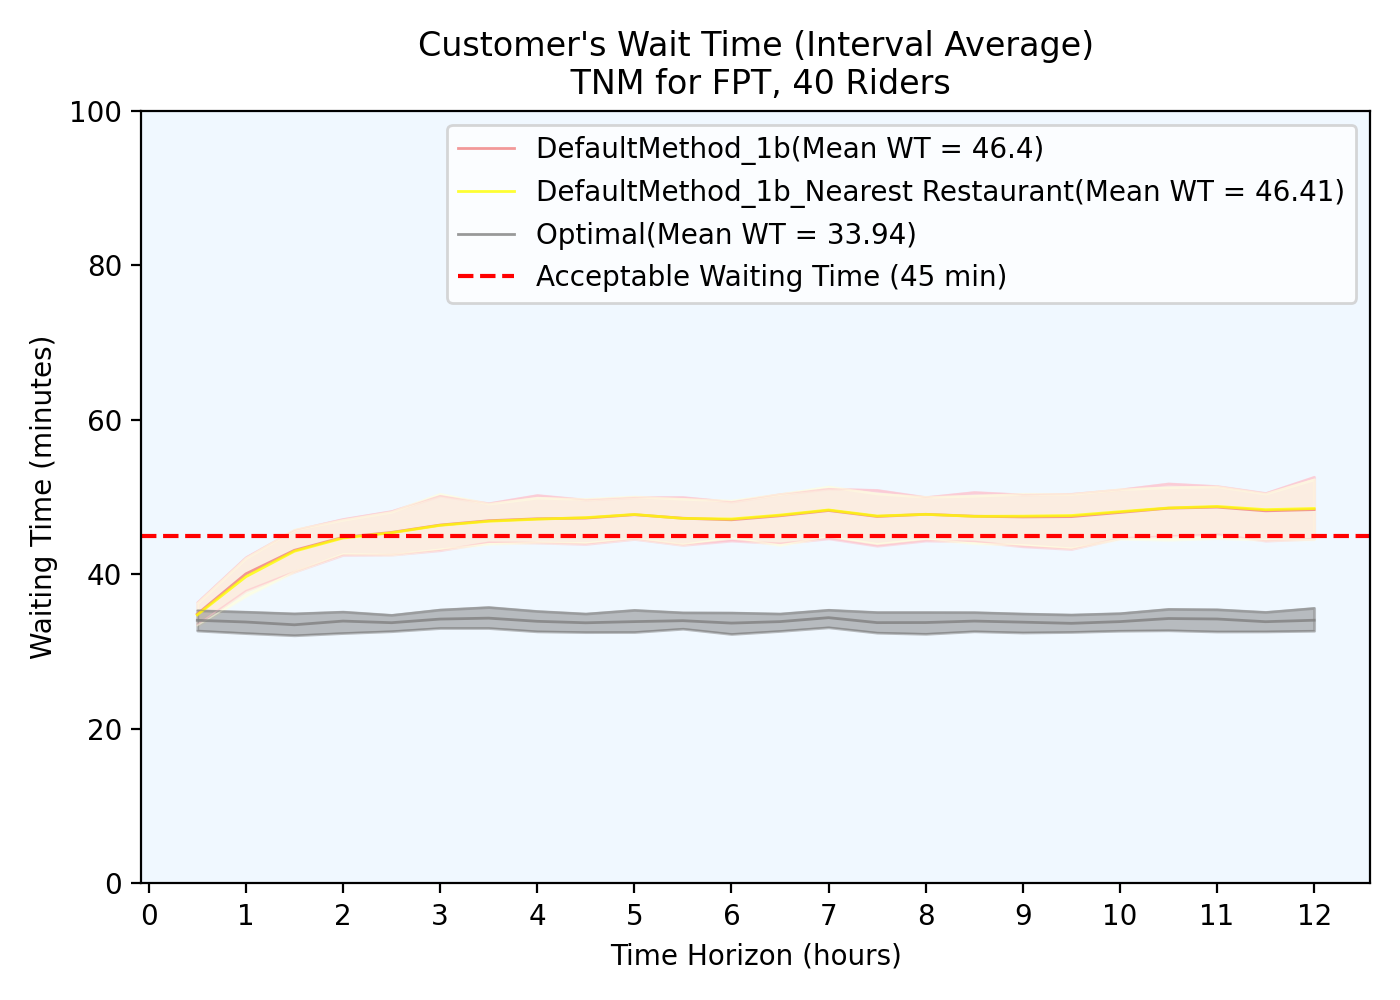 Customer's Wait Time (Interval Average)
TNM for FPT, 40 Riders
DefaultMethod_1b(Mean WT = 46.4)
DefaultMethod_1b_Nearest Restaurant(Mean WT = 46.41)
Optimal(Mean WT = 33.94)
Acceptable Waiting Time (45 min)
Waiting Time (minutes)
100
80
60
40
20
0
0 1 2 3 4 5 6 7 8 9 10 11 12
Time Horizon (hours)